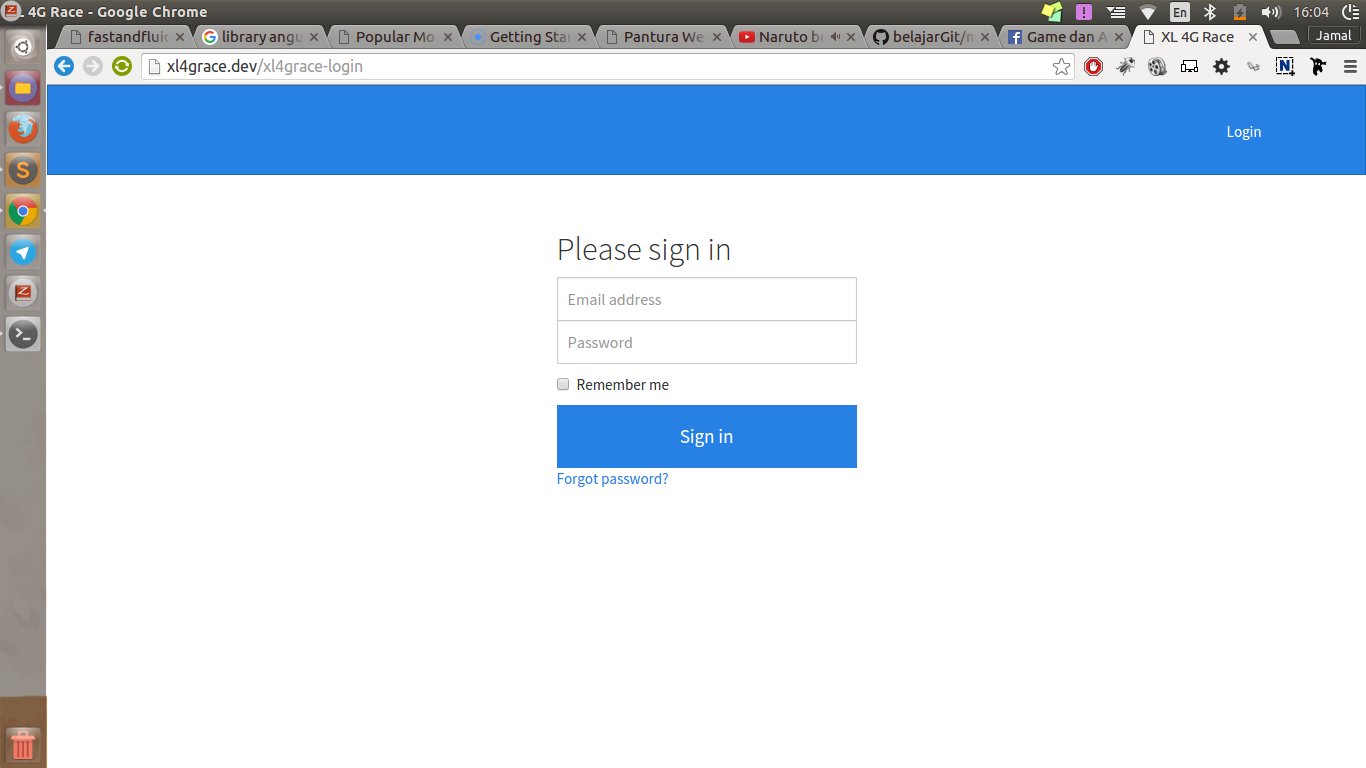 XL 4G Race - Google Chrome
En
16:04
fastandfluid
library angu
Popular Mo
Getting Star
Pantura We
Naruto b
belajarGit/
Game dan A
XL 4G Race
Jamal
xl4grace.dev/xl4grace-login
Login
Please sign in
Email address
Password
Remember me
Sign in
Forgot password?